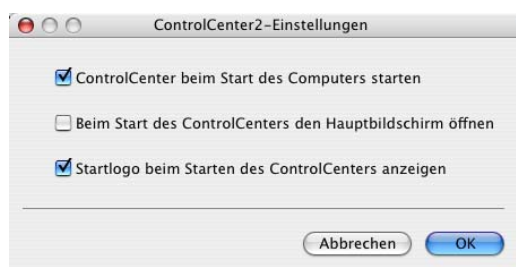 ControlCenter2-Einstellungen
ControlCenter beim Start des Computers starten
Beim Start des ControlCenters den Hauptbildschirm öffnen
Startlogo beim Starten des ControlCenters anzeigen
Abbrechen OK